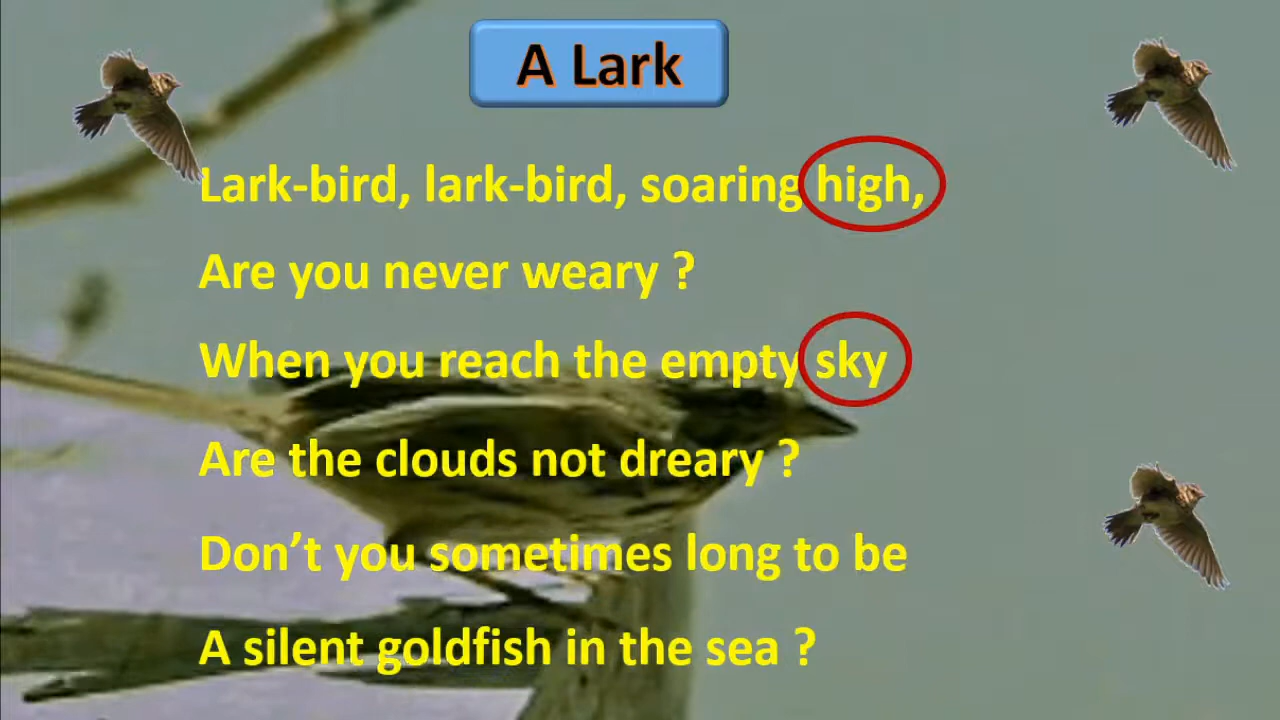 A Lark
Lark-bird, lark-bird, soaring high,
Are you never weary ?
When you reach the empty sky
Are the clouds not dreary ?
Don’t you sometimes long to be
A silent goldfish in the sea ?